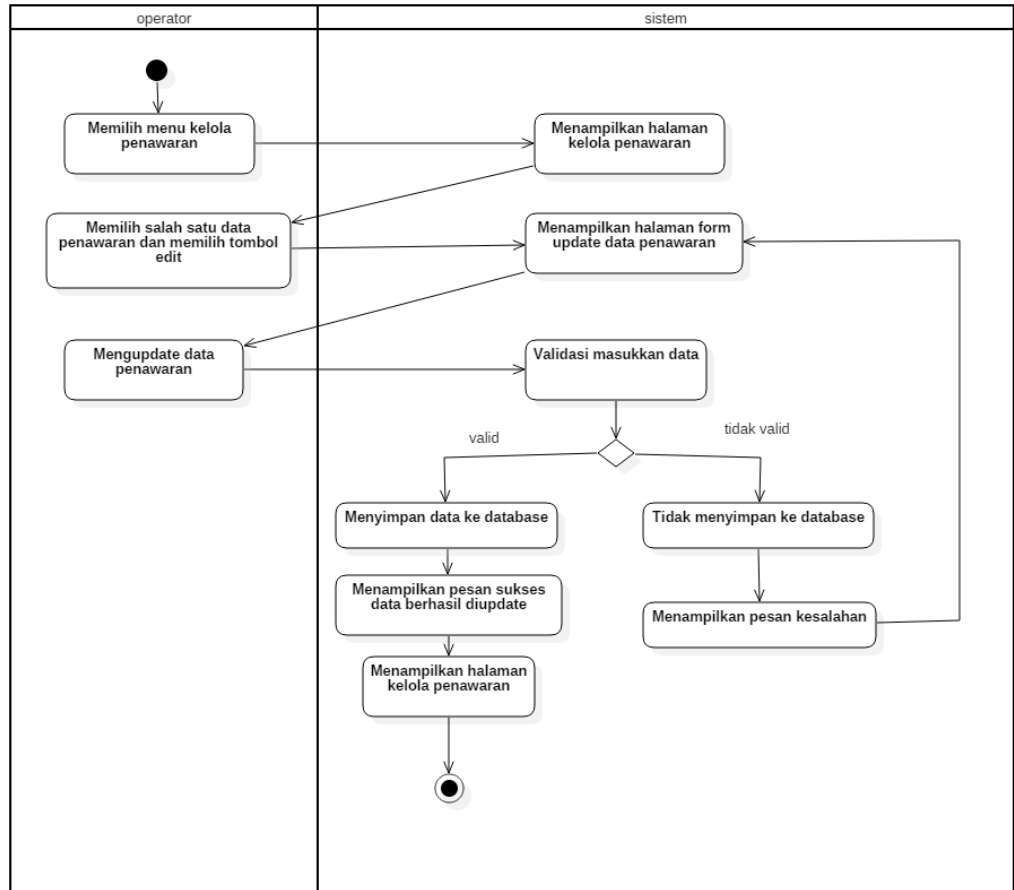 operator
sistem
Memilih menu kelola
penawaran
Menampilkan halaman
kelola penawaran
Memilih salah satu data
penawaran dan memilih tombol
edit
Menampilkan halaman form
update data penawaran
Mengupdate data
penawaran
Validasi masukkan data
valid
tidak valid
Menyimpan data ke database
Tidak menyimpan ke database
Menampilkan pesan sukses
data berhasil diupdate
Menampilkan pesan kesalahan
Menampilkan halaman
kelola penawaran